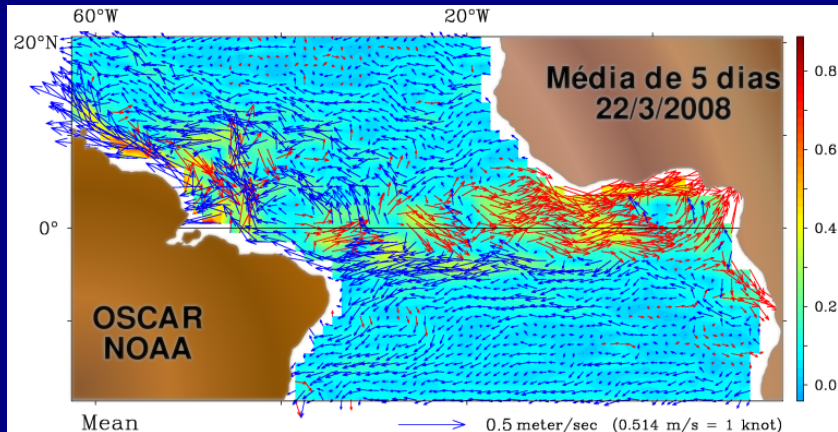 60°W 20°W
20°N
0.8
Média de 5 dias
22/3/2008
0.6
0.4
0°
0.2
OSCAR
NOAA
0.0
Mean 0.5 meter/sec (0.514 m/s = 1 knot)